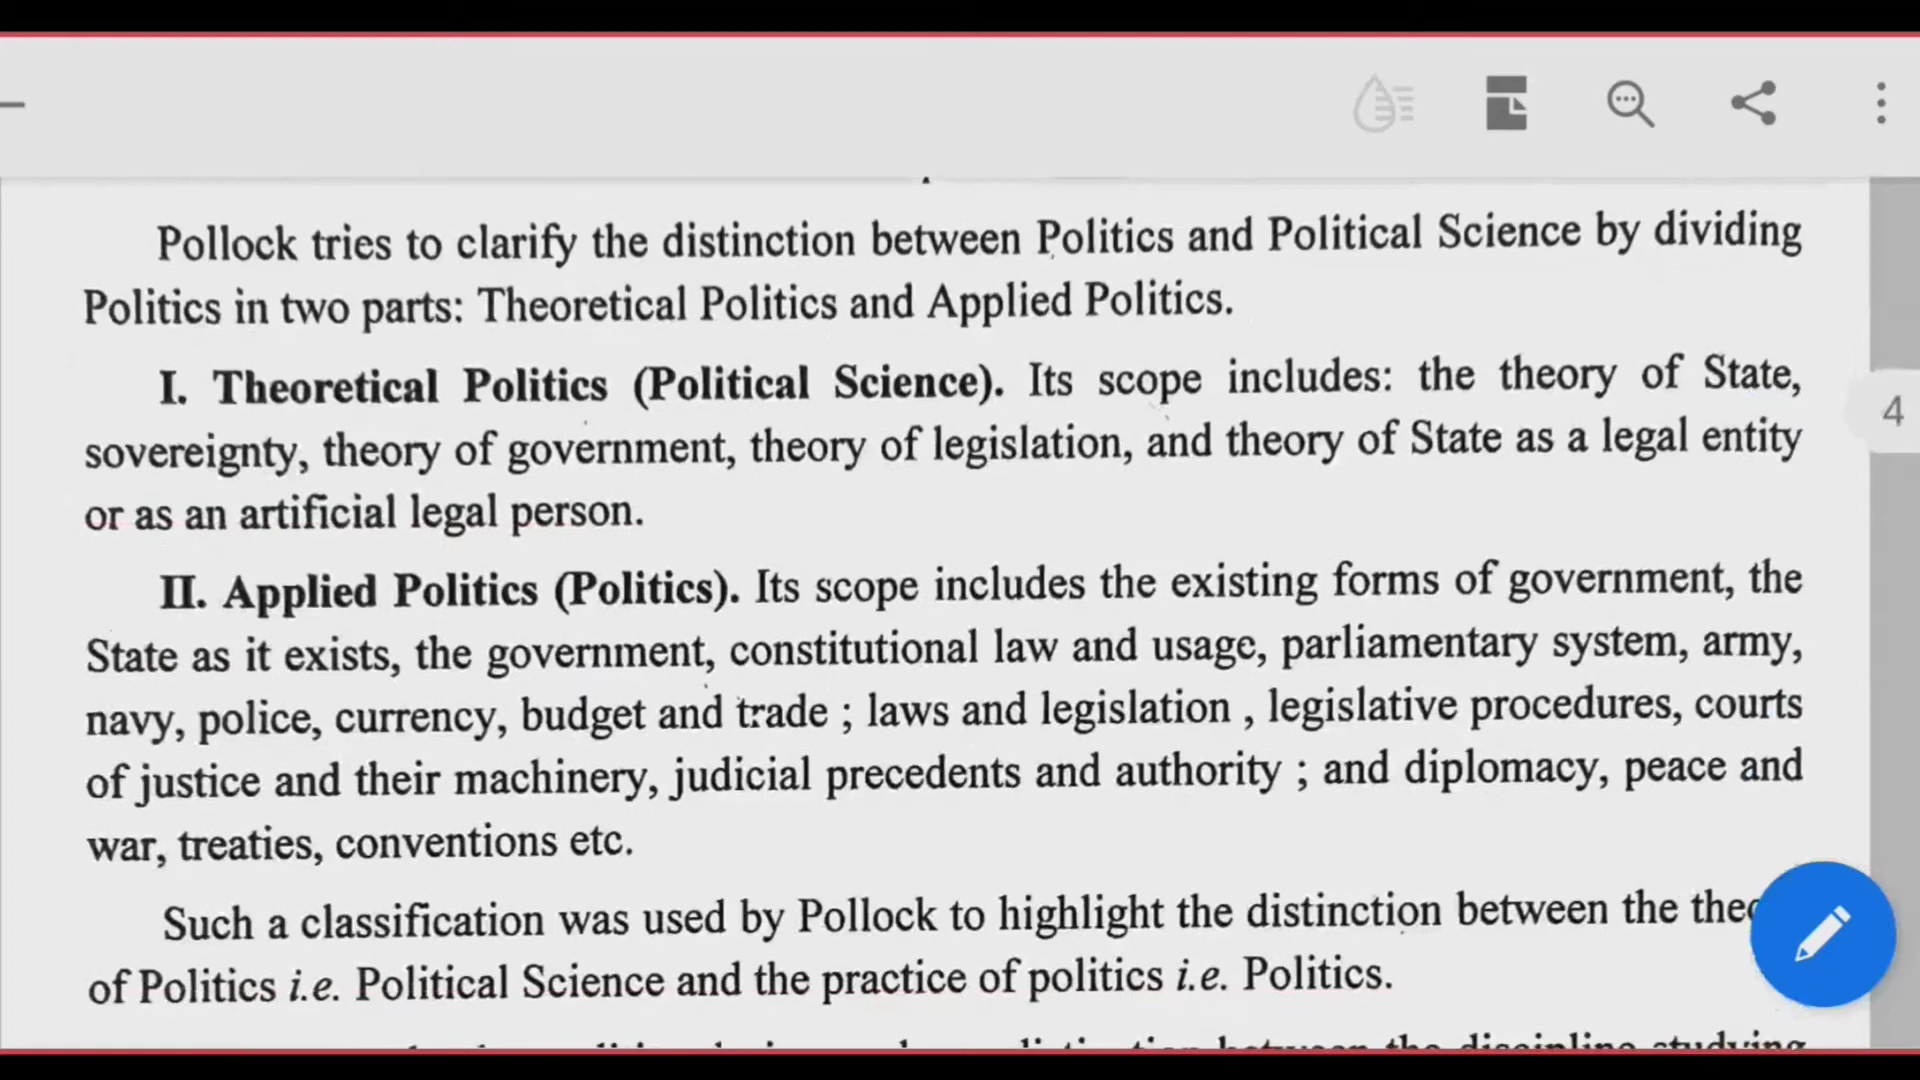 Pollock tries to clarify the distinction between Politics and Political Science by dividing
Politics in two parts: Theoretical Politics and Applied Politics.
I. Theoretical Politics (Political Science). Its scope includes: the theory of State,
4
sovereignty, theory of government, theory of legislation, and theory of State as a legal entity
or as an artificial legal person.
II. Applied Politics (Politics). Its scope includes the existing forms of government, the
State as it exists, the government, constitutional law and usage, parliamentary system, army,
navy, police, currency, budget and trade ; laws and legislation , legislative procedures, courts
of justice and their machinery, judicial precedents and authority ; and diplomacy, peace and
war, treaties, conventions etc.
Such a classification was used by Pollock to highlight the distinction between the
of Politics i.e. Political Science and the practice of politics i.e. Politics.
between the discipline studying